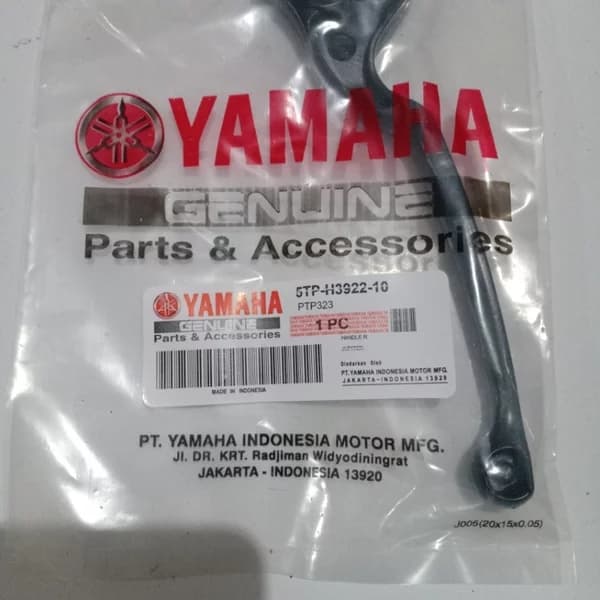 YAMAHA
GENUINE
Parts & Accessories
YAMAHA
GENUINE
Parts & Accessories
5TP-H3922-10
PTP323
1 PC
HANDLE R
Diedarkan Oleh
PT.YAMAHA INDONESIA MOTOR MFG.
JAKARTA-INDONESIA 13920
MADE IN INDONESIA
PT. YAMAHA INDONESIA MOTOR MFG.
Jl. DR. KRT. Radjiman Widyodiningrat
JAKARTA - INDONESIA 13920
J006(20x15x0.05)